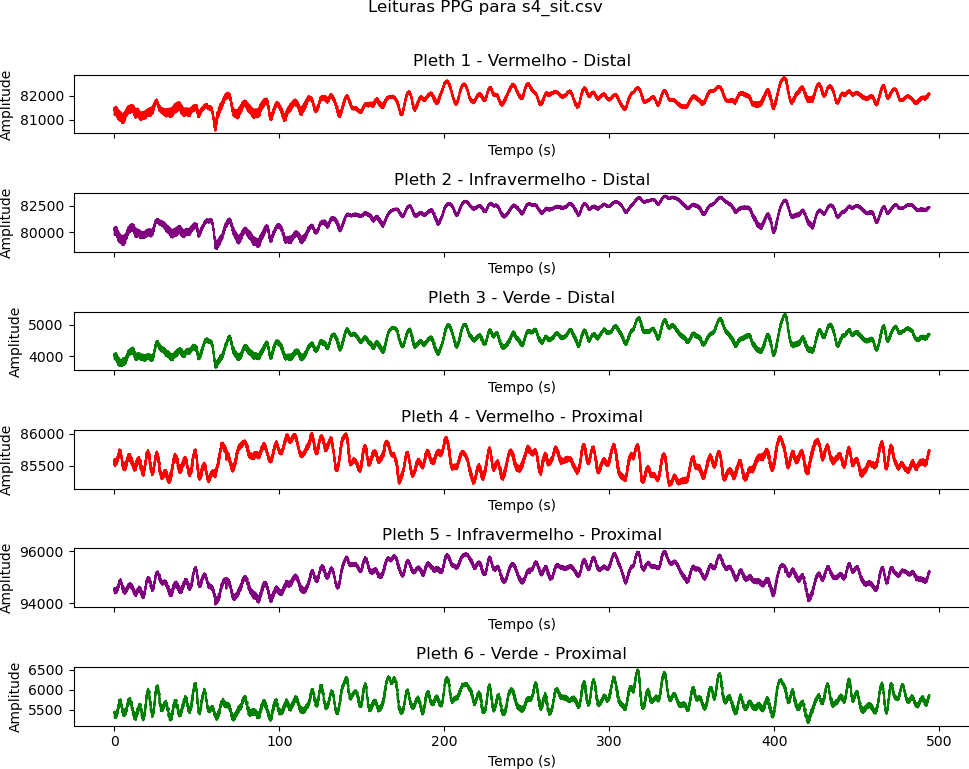 Leituras PPG para s4_sit.csv
Pleth 1 - Vermelho - Distal
Amplitude
82000
81000
Tempo (s)
Pleth 2 - Infravermelho - Distal
Amplitude
82500
80000
Tempo (s)
Pleth 3 - Verde - Distal
Amplitude
5000
4000
Tempo (s)
Pleth 4 - Vermelho - Proximal
Amplitude
86000
85500
Tempo (s)
Pleth 5 - Infravermelho - Proximal
Amplitude
96000
94000
Tempo (s)
Pleth 6 - Verde - Proximal
Amplitude
6500
6000
5500
0 100 200 300 400 500
Tempo (s)